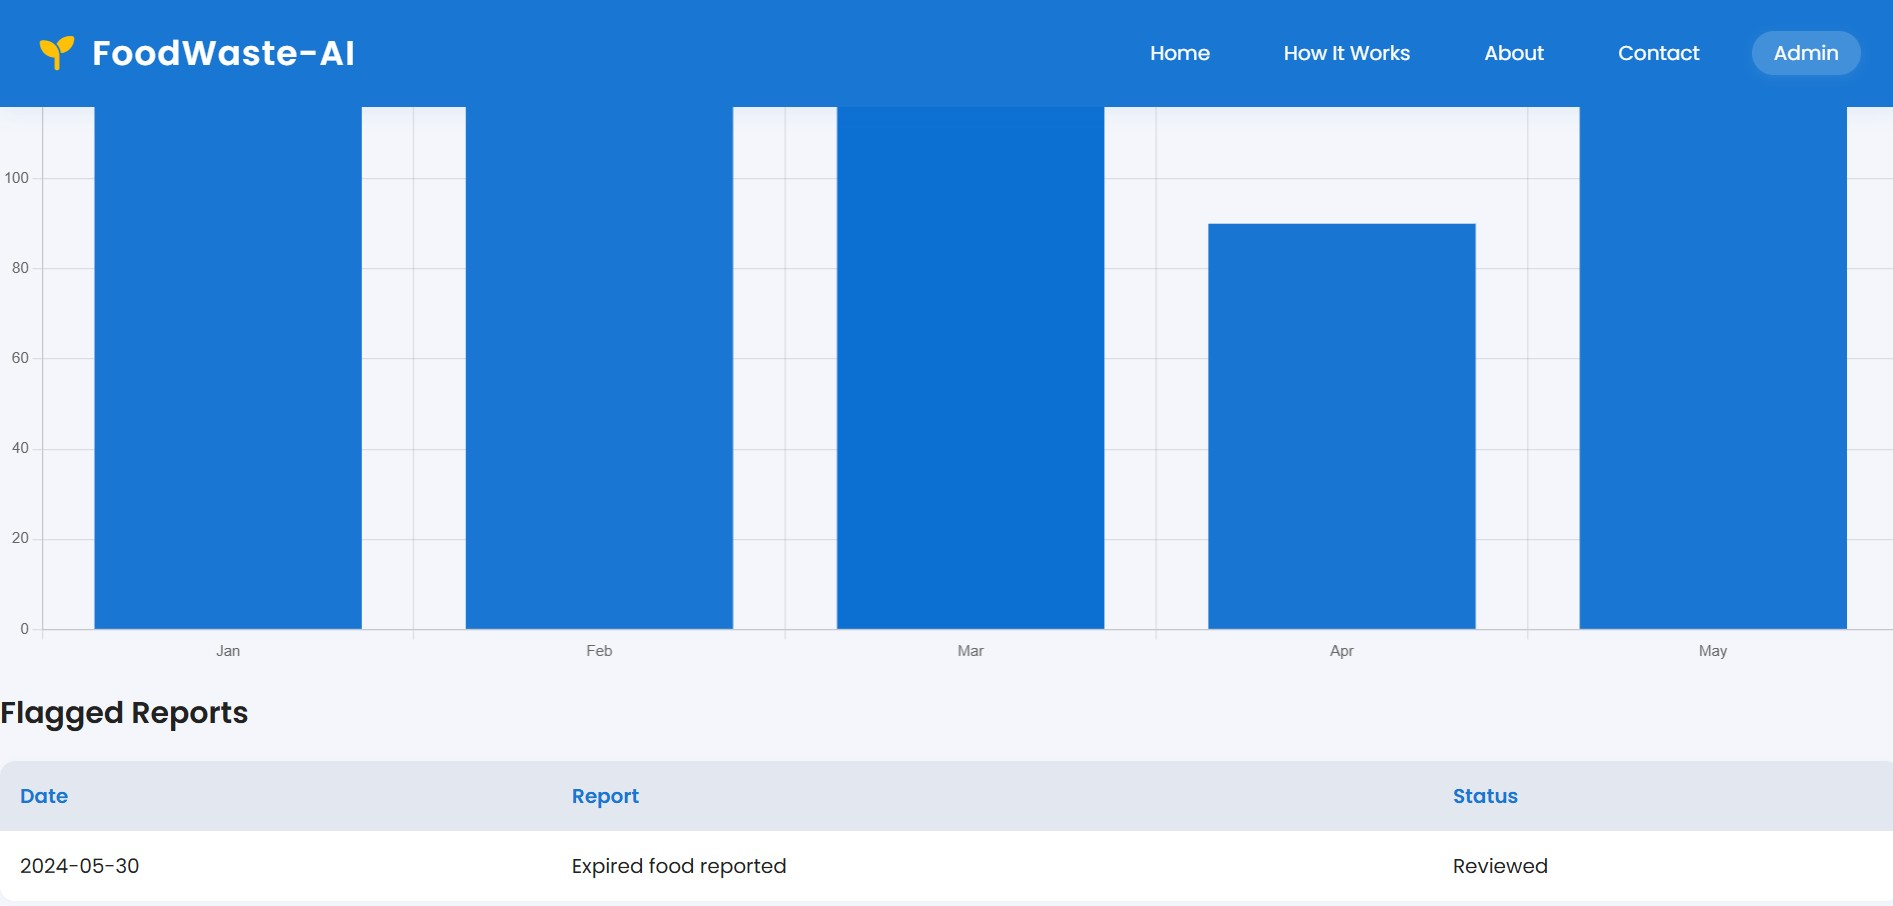 FoodWaste-AI
Home How It Works About Contact Admin
100
80
60
40
20
0
Jan Feb Mar Apr May
Flagged Reports
Date Report Status
2024-05-30 Expired food reported Reviewed